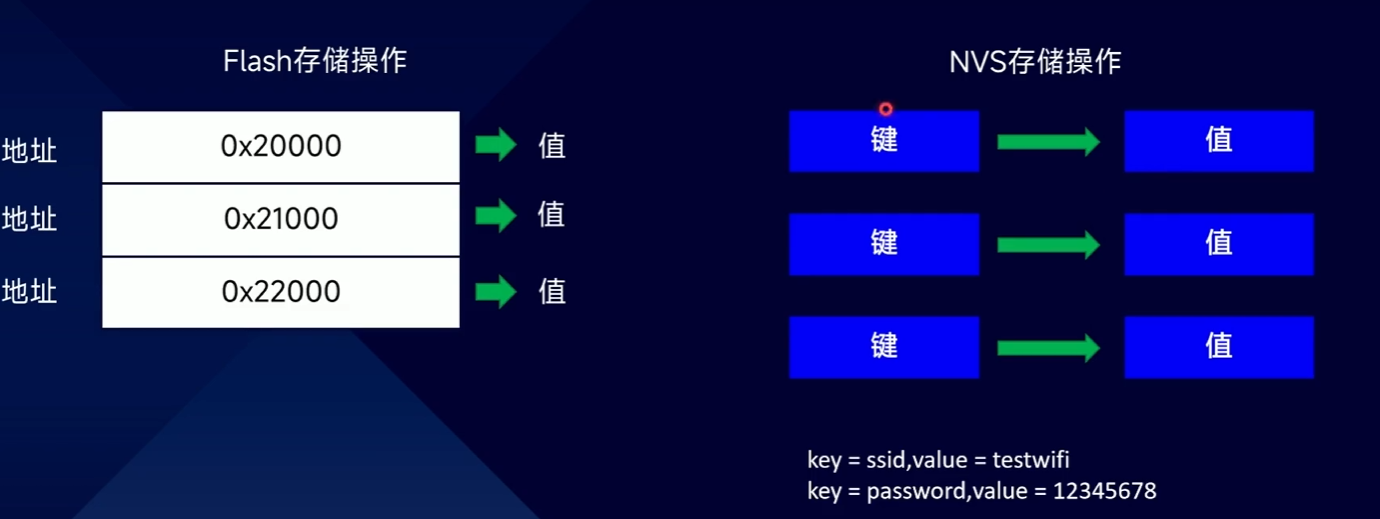 Flash存储操作
地址 0x20000 值
地址 0x21000 值
地址 0x22000 值
NVS存储操作
键 值
键 值
键 值
key = ssid,value = testwifi
key = password,value = 12345678